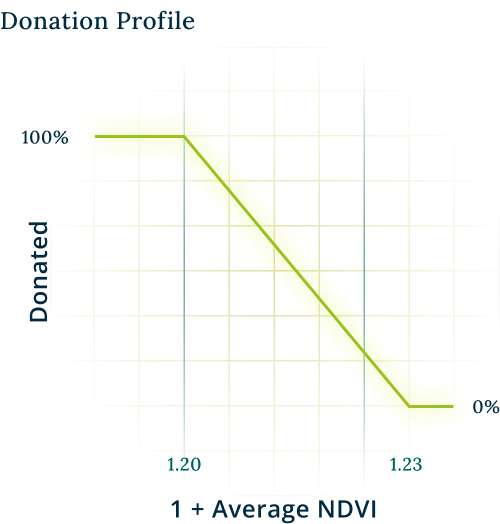 Donation Profile
100%
Donated
0%
1.20
1.23
1 + Average NDVI